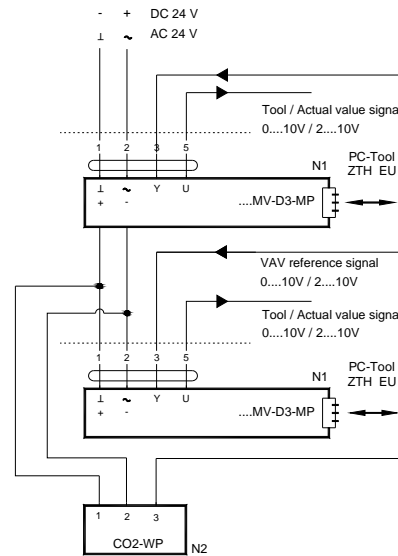 - + DC 24 V
⊥ ~ AC 24 V
Tool / Actual value signa
0....10V / 2....10V
1 2 3 5
N1
PC-Tool
ZTH EU
⊥ ~ Y U
+ -
....MV-D3-MP
VAV reference signal
0....10V / 2....10V
Tool / Actual value signa
0....10V / 2....10V
1 2 3 5
N1
PC-Tool
ZTH EU
⊥ ~ Y U
+ -
....MV-D3-MP
1 2 3
CO2-WP
N2